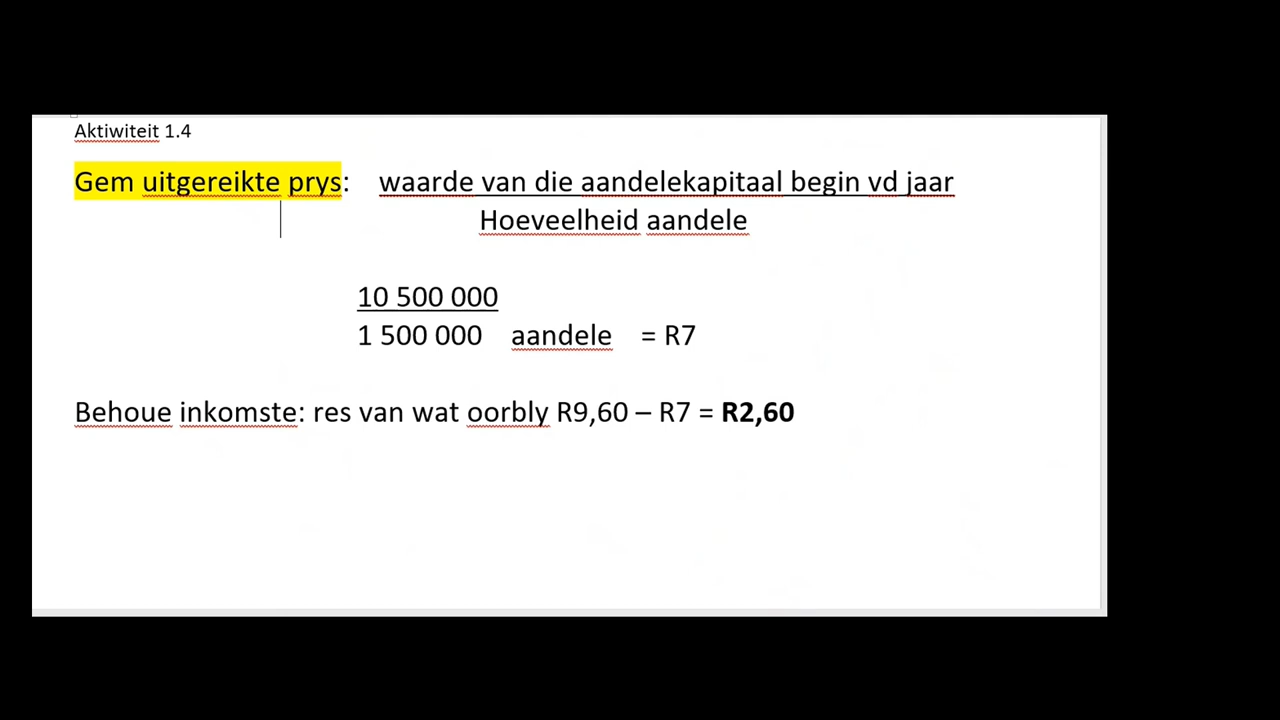 Aktiwiteit 1.4
Gem uitgereikte prys: waarde van die aandelekapitaal begin vd jaar
Hoeveelheid aandele
10 500 000
1 500 000 aandele = R7
Behoue inkomste: res van wat oorbly R9,60 – R7 = R2,60